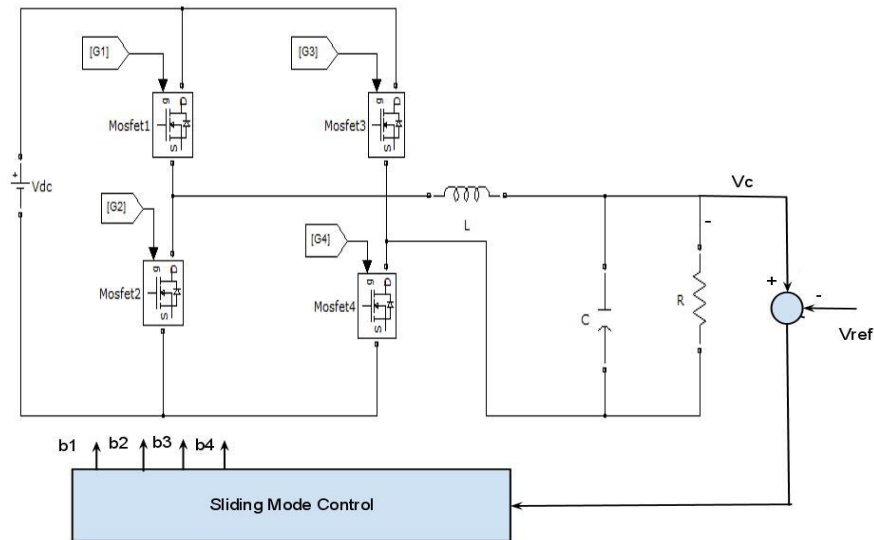 [G1]
[G3]
g
D
Mosfet1
S
g
D
Mosfet3
S
+
Vdc
[G2]
L
Vc
-
[G4]
g
D
Mosfet2
S
g
D
Mosfet4
S
C
R
+
-
-
Vref
b1 b2 b3 b4
Sliding Mode Control